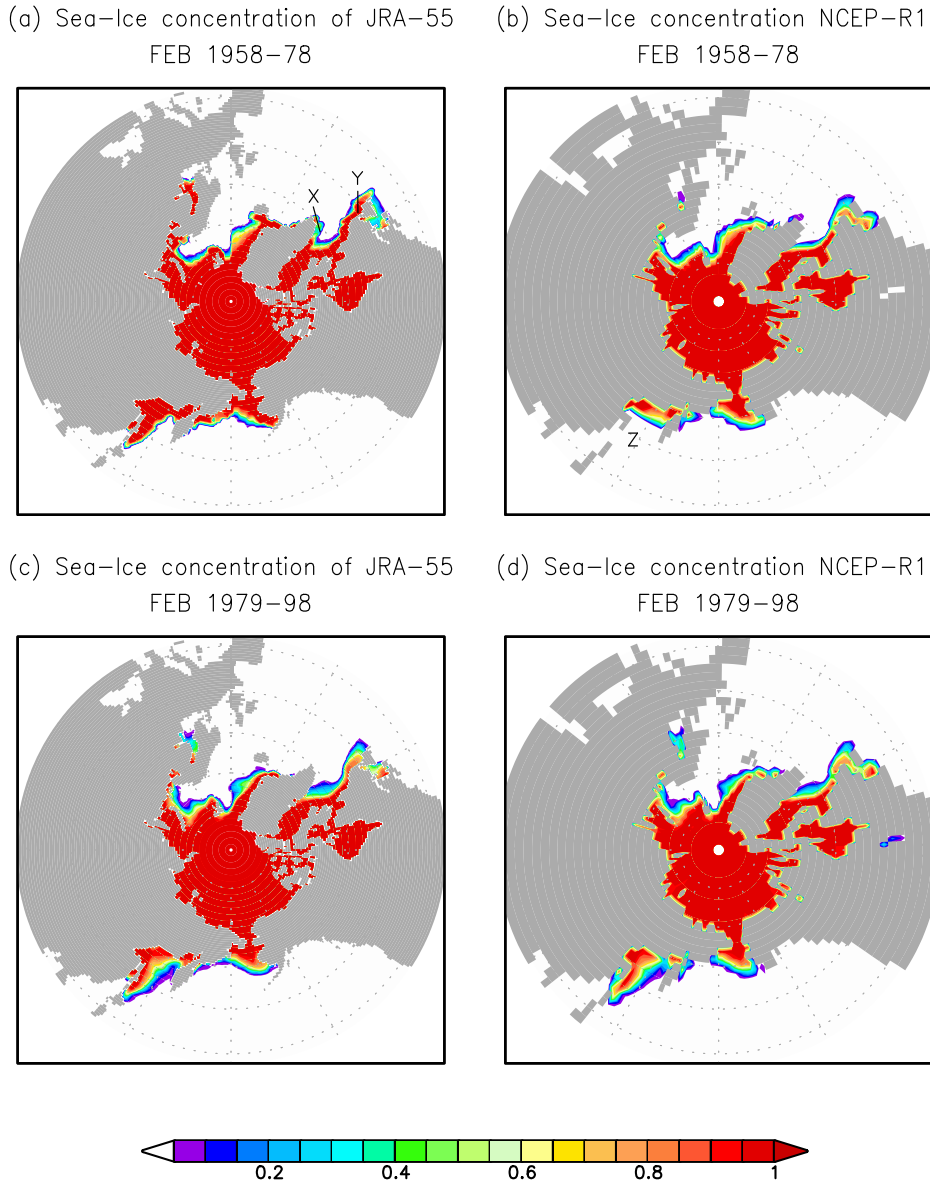 (a) Sea-Ice concentration of JRA-55
FEB 1958-78
(b) Sea-Ice concentration NCEP-R1
FEB 1958-78
X
Y
Z
(c) Sea-Ice concentration of JRA-55
FEB 1979-98
(d) Sea-Ice concentration NCEP-R1
FEB 1979-98
0.2 0.4 0.6 0.8 1